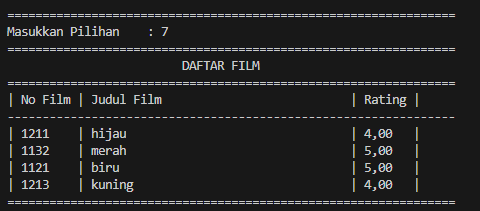 ================================================================
Masukkan Pilihan    : 7
================================================================
                         DAFTAR FILM
================================================================
| No Film | Judul Film                           | Rating |
----------------------------------------------------------------
| 1211    | hijau                                | 4,00   |
| 1132    | merah                                | 5,00   |
| 1121    | biru                                 | 5,00   |
| 1213    | kuning                               | 4,00   |
================================================================